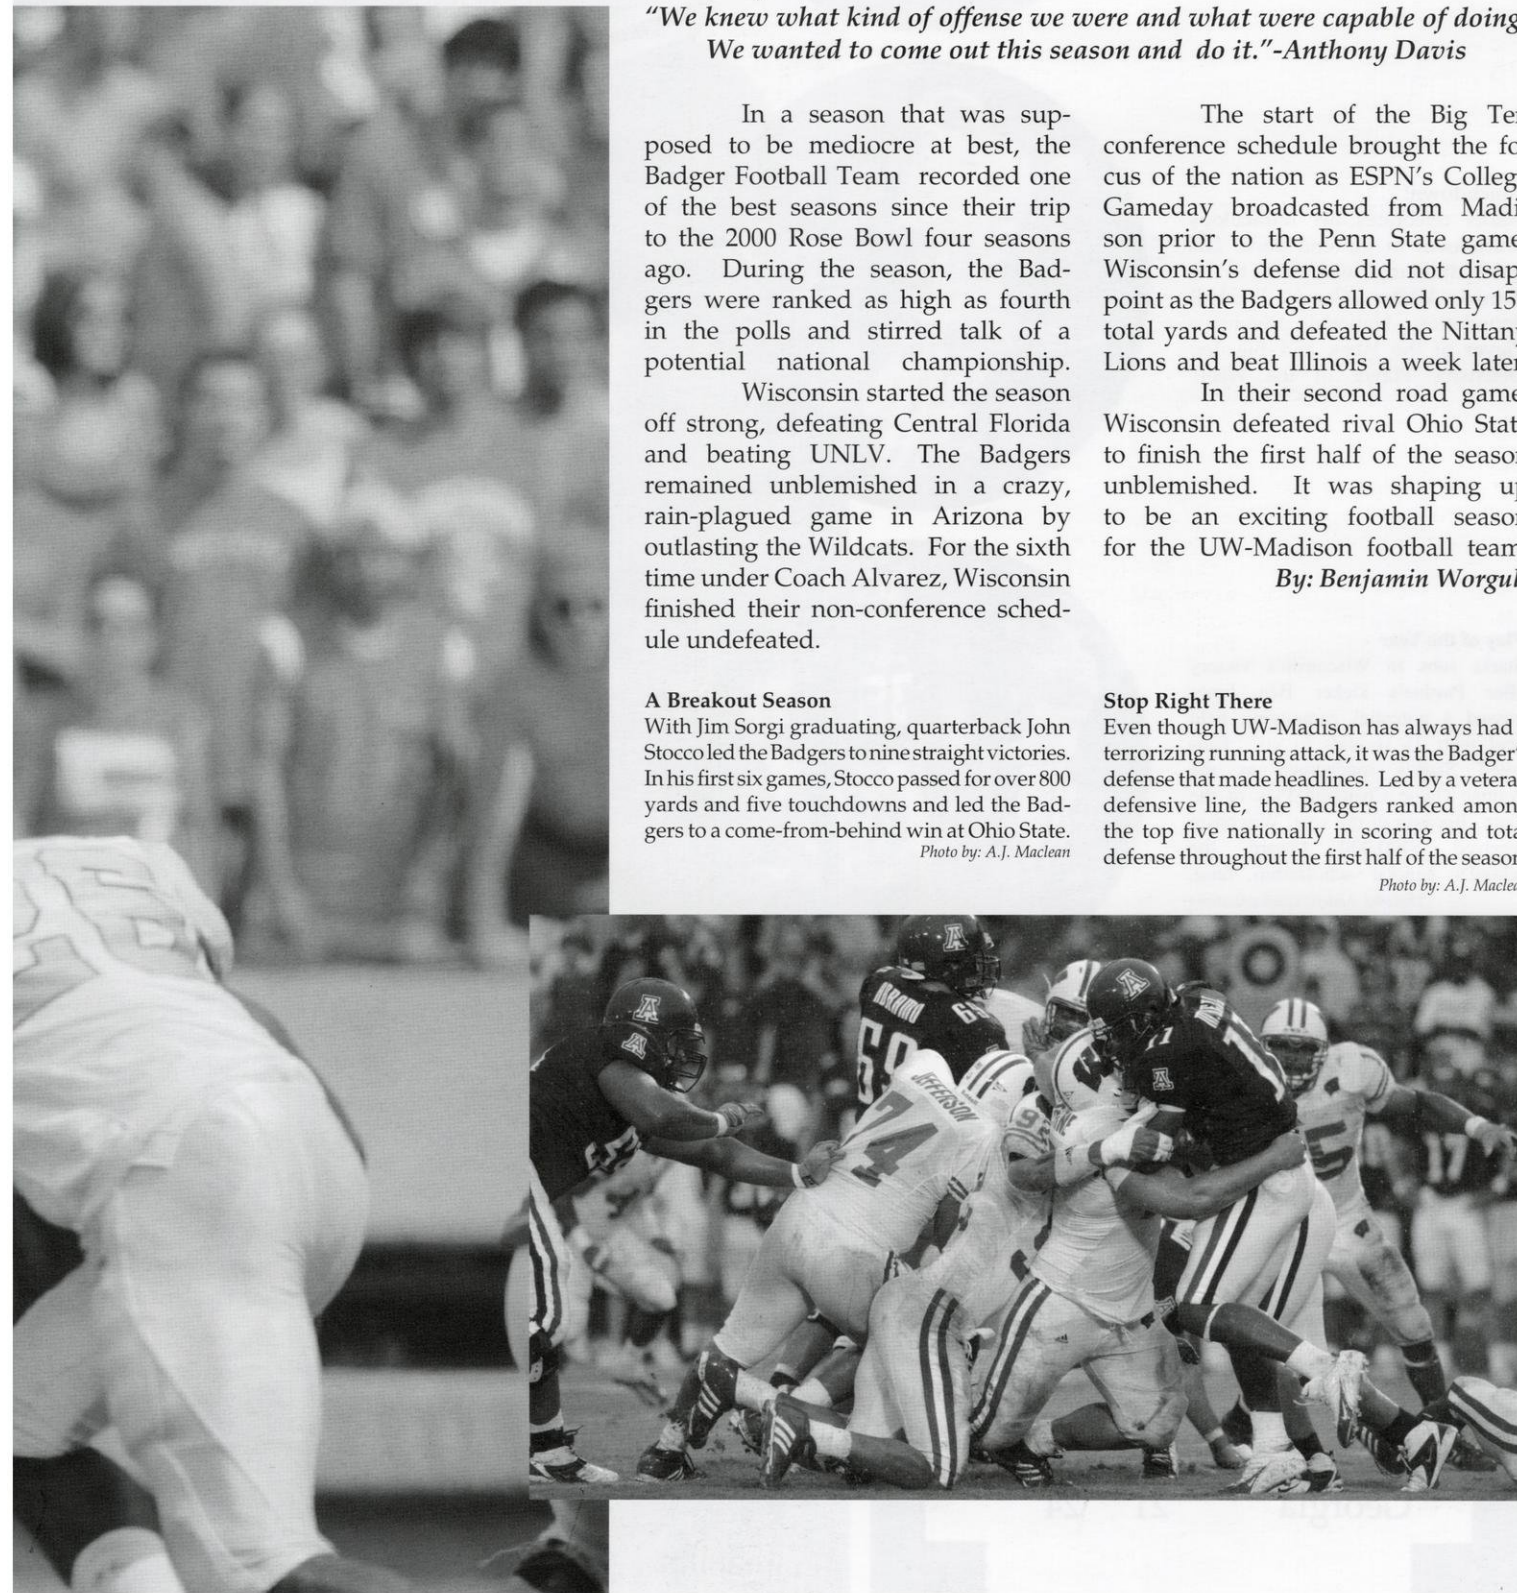 “We knew what kind of offense we were and what were capable of doing
We wanted to come out this season and do it.”-Anthony Davis
In a season that was sup-
posed to be mediocre at best, the
Badger Football Team recorded one
of the best seasons since their trip
to the 2000 Rose Bowl four seasons
ago. During the season, the Bad-
gers were ranked as high as fourth
in the polls and stirred talk of a
potential national championship.
Wisconsin started the season
off strong, defeating Central Florida
and beating UNLV. The Badgers
remained unblemished in a crazy,
rain-plagued game in Arizona by
outlasting the Wildcats. For the sixth
time under Coach Alvarez, Wisconsin
finished their non-conference sched-
ule undefeated.
The start of the Big Te
conference schedule brought the fo
cus of the nation as ESPN’s Colleg
Gameday broadcasted from Madi
son prior to the Penn State game
Wisconsin’s defense did not disap
point as the Badgers allowed only 15
total yards and defeated the Nittan
Lions and beat Illinois a week later
In their second road game
Wisconsin defeated rival Ohio Stat
to finish the first half of the seaso
unblemished. It was shaping u
to be an exciting football seaso
for the UW-Madison football team
By: Benjamin Worgul
A Breakout Season
With Jim Sorgi graduating, quarterback John
Stocco led the Badgers to nine straight victories.
In his first six games, Stocco passed for over 800
yards and five touchdowns and led the Bad-
gers to a come-from-behind win at Ohio State.
Photo by: A.J. Maclean
Stop Right There
Even though UW-Madison has always had
terrorizing running attack, it was the Badger’
defense that made headlines. Led by a vetera
defensive line, the Badgers ranked amon
the top five nationally in scoring and tota
defense throughout the first half of the season
Photo by: A.J. Maclea
A
A
A
69
JEFFERSON
74
A
11
A
17